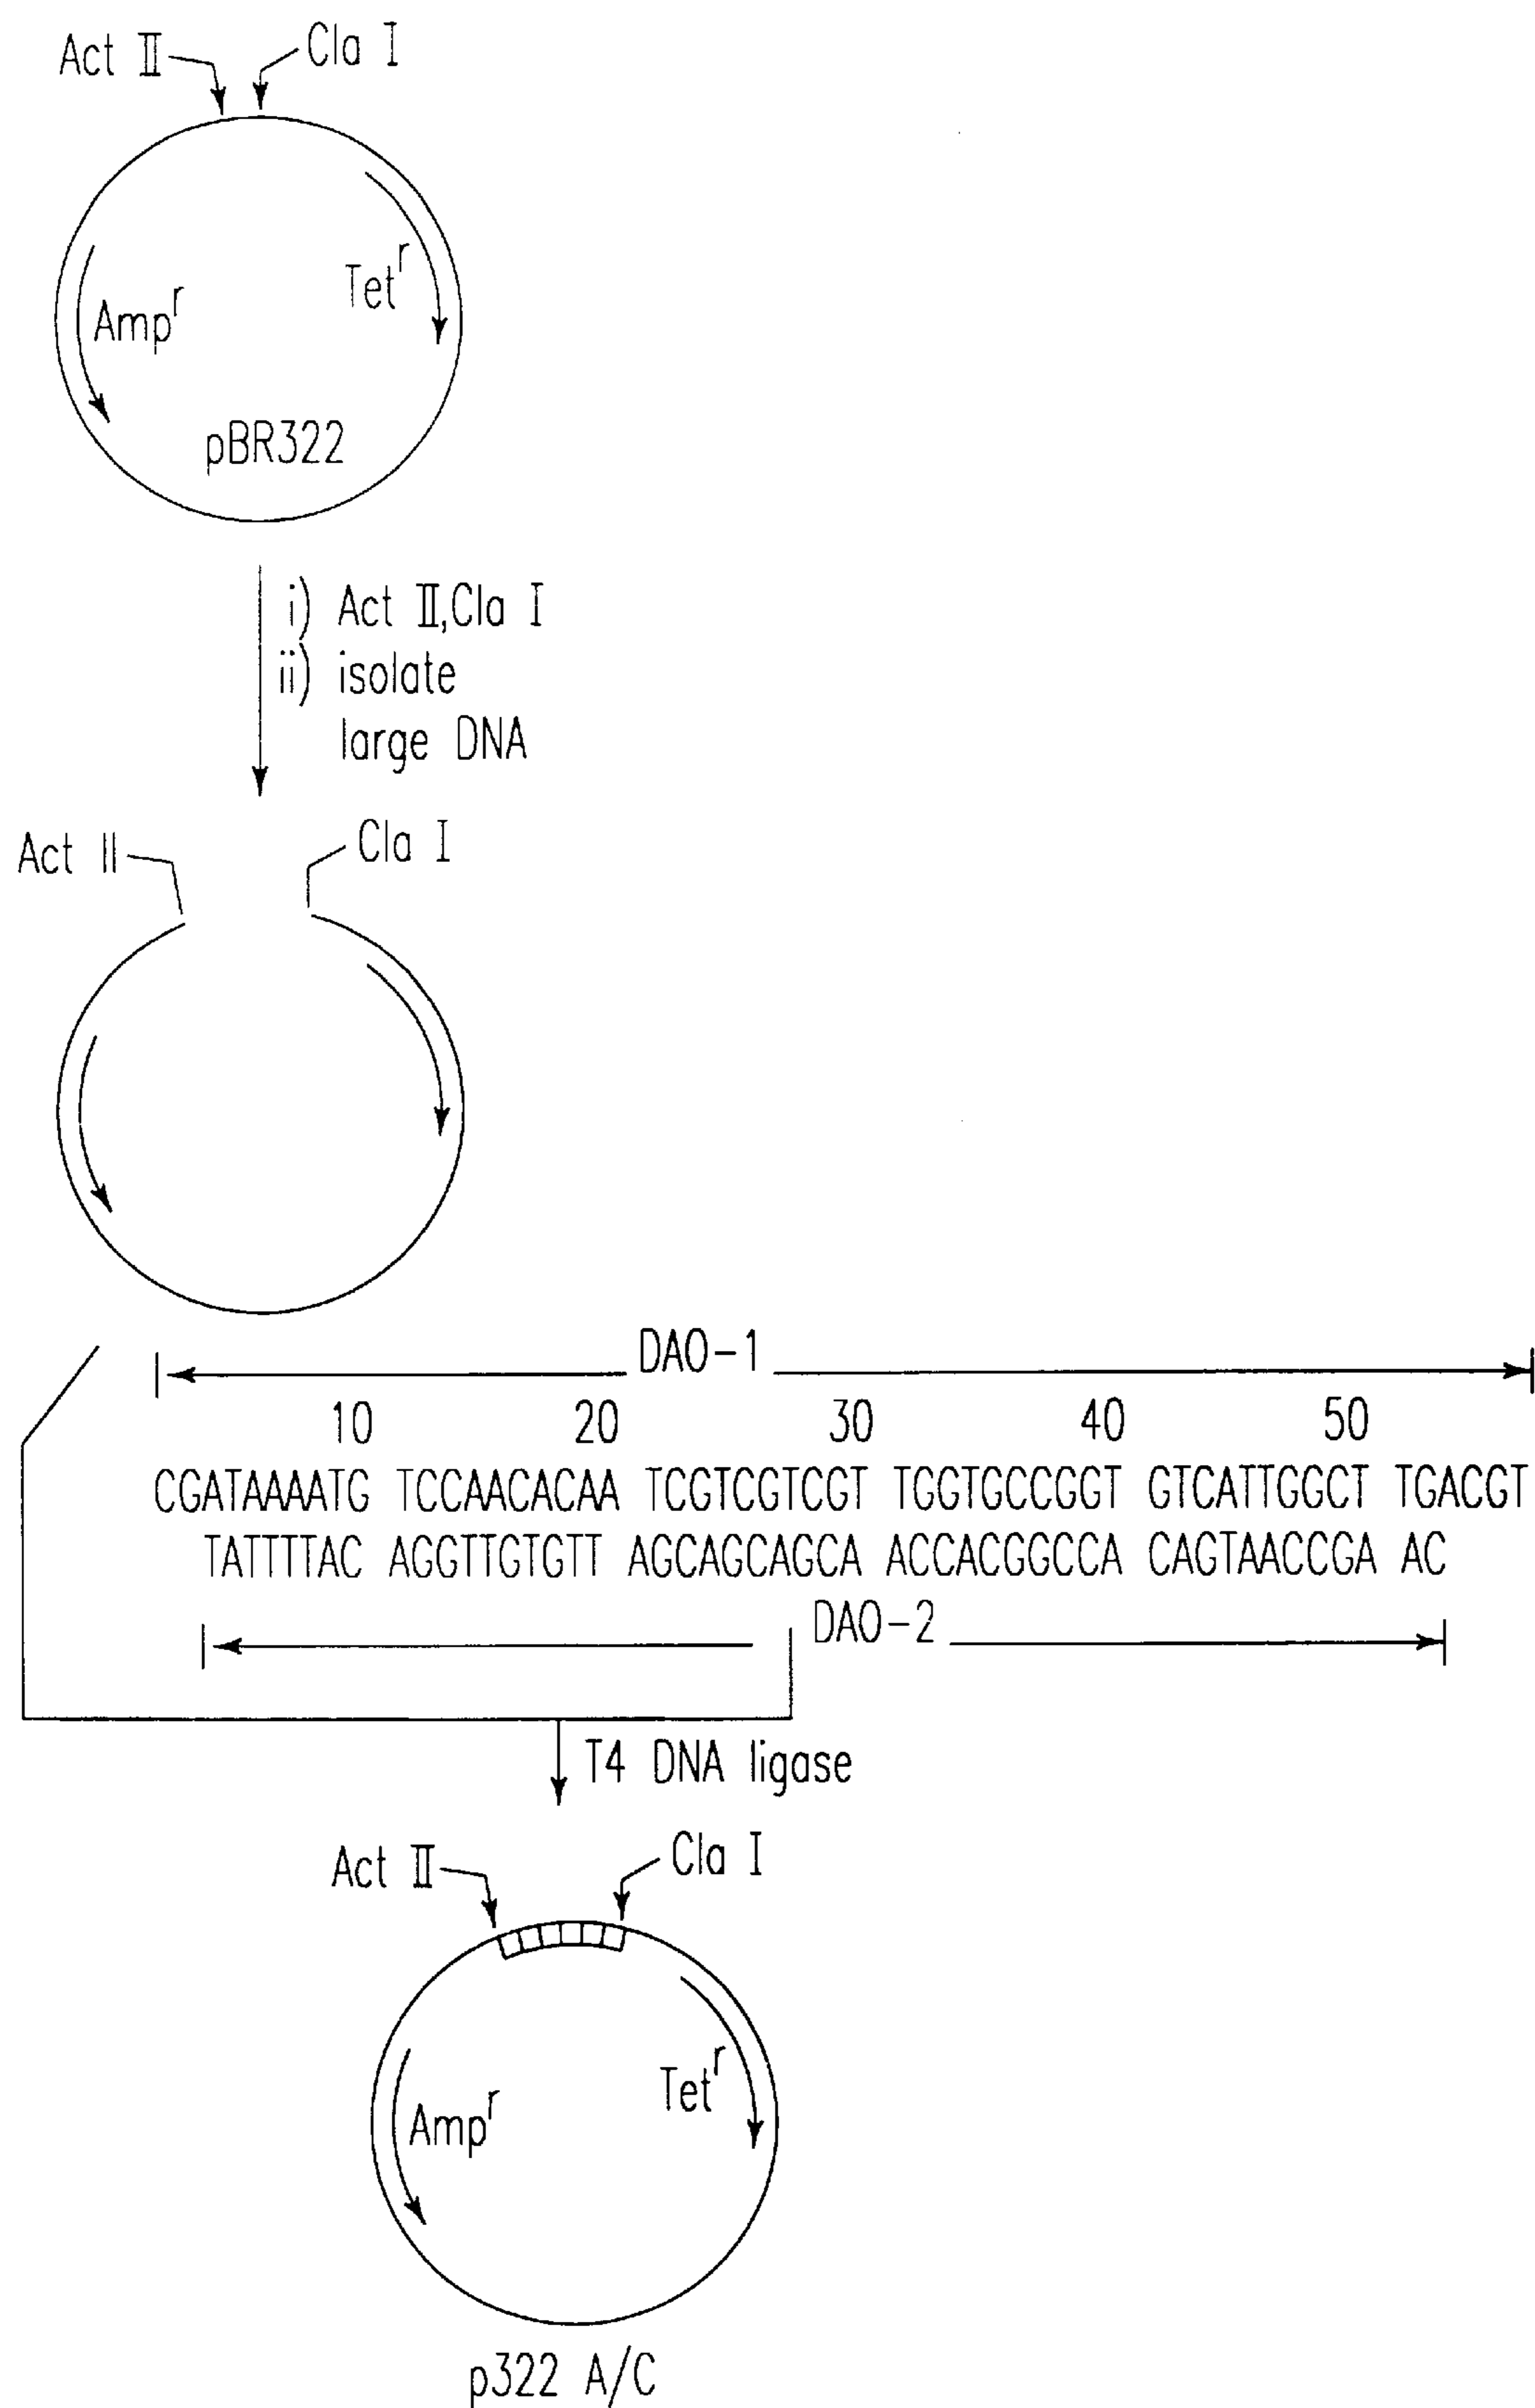 Act II
Cla I
Amp^r
Tet^r
pBR322
i) Act II, Cla I
ii) isolate
large DNA
Act II
Cla I
DAO-1
10 20 30 40 50
CGATAAAATG TCCAACACAA TCGTCGTCGT TGGTGCCGGT GTCATTGGCT TGACGT
TATTTTAC AGGTTGTGTT AGCAGCAGCA ACCACGGCCA CAGTAACCGA AC
DAO-2
T4 DNA ligase
Act II
Cla I
Amp^r
Tet^r
p322 A/C